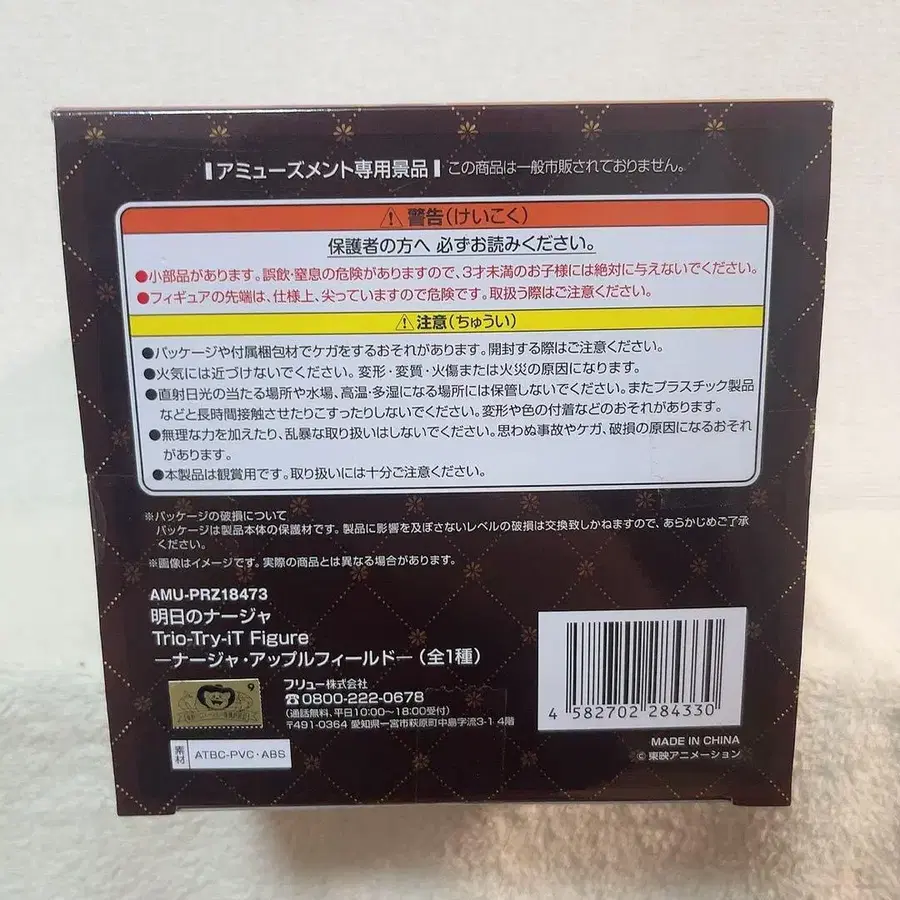 アミューズメント専用景品 この商品は一般市販されておりません。
⚠警告(けいこく)
保護者の方へ 必ずお読みください。
●小部品があります。誤飲・窒息の危険がありますので、3才未満のお子様には絶対に与えないでください。
●フィギュアの先端は、仕様上、尖っていますので危険です。取扱う際はご注意ください。
⚠注意(ちゅうい)
●パッケージや付属梱包材でケガをするおそれがあります。開封する際はご注意ください。
●火気には近づけないでください。変形・変質・火傷または火災の原因になります。
●直射日光の当たる場所や水場、高温・多湿になる場所には保管しないでください。またプラスチック製品
などと長時間接触させたりこすったりしないでください。変形や色の付着などのおそれがあります。
●無理な力を加えたり、乱暴な取り扱いはしないでください。思わぬ事故やケガ、破損の原因になるおそれ
があります。
●本製品は観賞用です。取り扱いには十分ご注意ください。
※パッケージの破損について
パッケージは製品本体の保護材です。製品に影響を及ぼさないレベルの破損は交換致しかねますので、あらかじめご了承
ください。
※画像はイメージです。実際の商品とは異なる場合があります。
AMU-PRZ18473
明日のナージャ
Trio-Try-iT Figure
―ナージャ・アップルフィールド―(全1種)
フリュー株式会社
☎0800-222-0678
(通話無料、平日10:00〜18:00受付)
〒491-0364 愛知県一宮市萩原町中島字流3-1 4階
素材 ATBC-PVC・ABS
4 582702 284330
MADE IN CHINA
©東映アニメーション